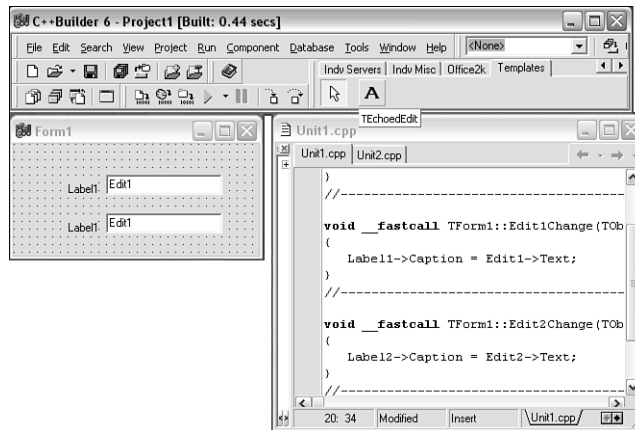 C++Builder 6 - Project1 [Built: 0.44 secs]
File Edit Search View Project Run Component Database Tools Window Help <None>
Indy Servers Indy Misc Office2k Templates
A
TEchoedEdit
Form1
Label1 Edit1
Label1 Edit1
Unit1.cpp
Unit1.cpp Unit2.cpp
}
//------------------------------------
void __fastcall TForm1::Edit1Change(TOb
{
Label1->Caption = Edit1->Text;
}
//------------------------------------
void __fastcall TForm1::Edit2Change(TOb
{
Label2->Caption = Edit2->Text;
}
//------------------------------------
20: 34 Modified Insert \Unit1.cpp/